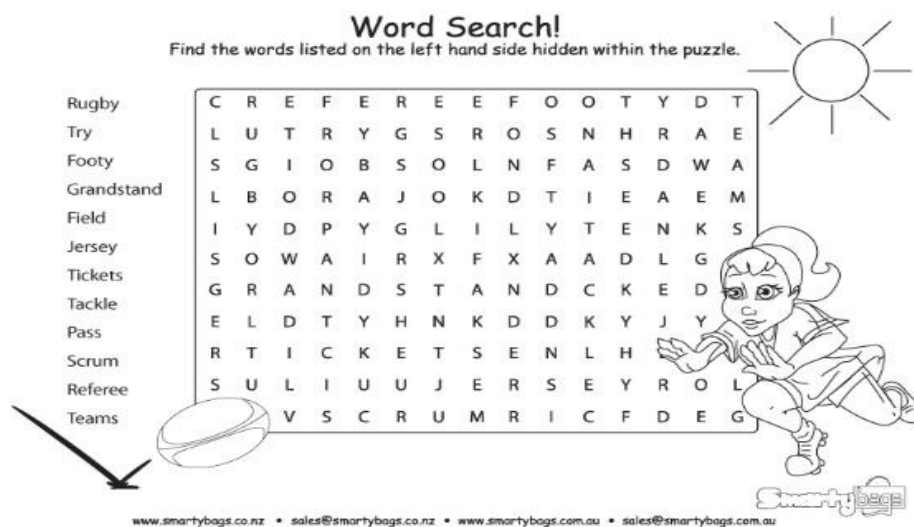 Word Search!
Find the words listed on the left hand side hidden within the puzzle.
Rugby
Try
Footy
Grandstand
Field
Jersey
Tickets
Tackle
Pass
Scrum
Referee
Teams
C R E F E R E E F O O T Y D T
L U T R Y G S R O S N H R A E
S G I O B S O L N F A S D W A
L B O R A J O K D T I E A E M
I Y D P Y G L I L Y T E N K S
S O W A I R X F X A A D L G
G R A N D S T A N D C K E D
E L D T Y H N K D D K Y J Y
R T I C K E T S E N L H
S U L I U U J E R S E Y R O L
V S C R U M R I C F D E G
Smartybags
www.smartybags.co.nz • sales@smartybags.co.nz • www.smartybags.com.au • sales@smartybags.com.au